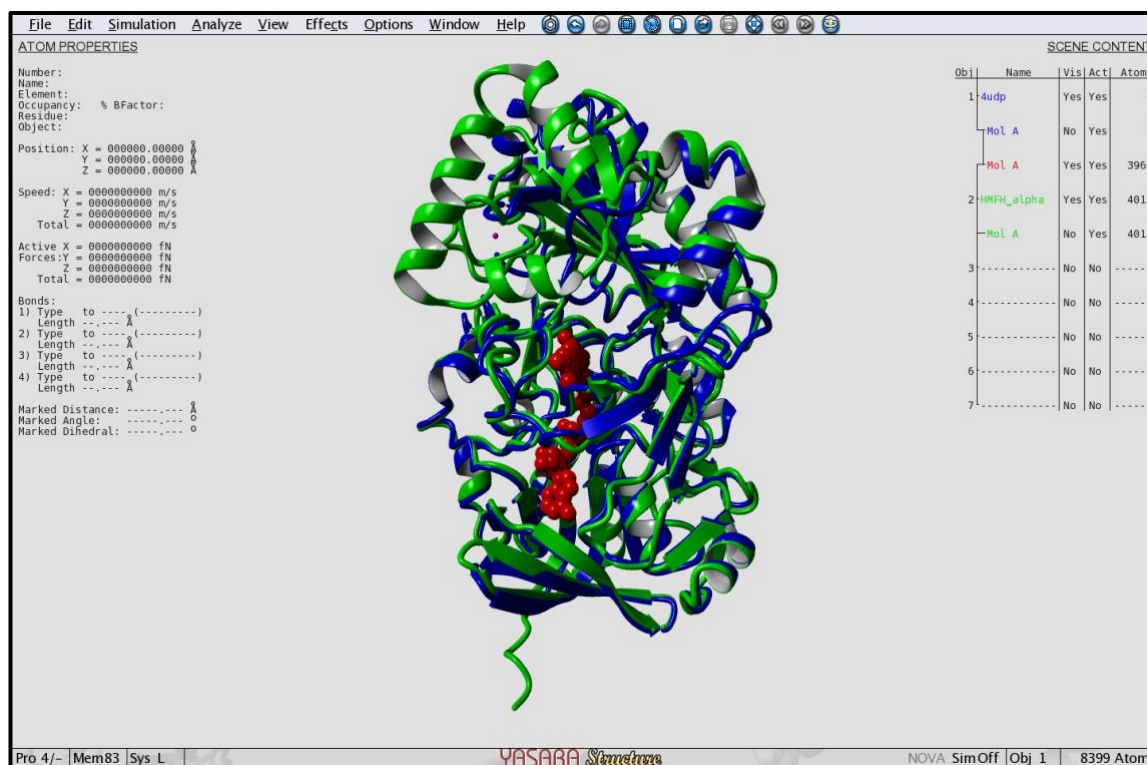 File Edit Simulation Analyze View Effects Options Window Help
ATOM PROPERTIES
Number:
Name:
Element:
Occupancy: % BFactor:
Residue:
Object:
Position: X = 000000.00000 Å
Y = 000000.00000 Å
Z = 000000.00000 Å
Speed: X = 0000000000 m/s
Y = 0000000000 m/s
Z = 0000000000 m/s
Total = 0000000000 m/s
Active X = 0000000000 fN
Forces:Y = 0000000000 fN
Z = 0000000000 fN
Total = 0000000000 fN
Bonds:
1) Type to ----(---------)
Length --.--- Å
2) Type to ----(---------)
Length --.--- Å
3) Type to ----(---------)
Length --.--- Å
4) Type to ----(---------)
Length --.--- Å
Marked Distance: -----.--- Å
Marked Angle: -----.--- o
Marked Dihedral: -----.--- o
SCENE CONTENT
Obj Name Vis Act Atom
1 4udp Yes Yes
Mol A No Yes
Mol A Yes Yes 396
2 HMFH_alpha Yes Yes 401
Mol A No Yes 401
3 ------------ No No -----
4 ------------ No No -----
5 ------------ No No -----
6 ------------ No No -----
7 ------------ No No -----
Pro 4/- Mem83 Sys L YASARA Structure NOVA SimOff Obj 1 8399 Atom